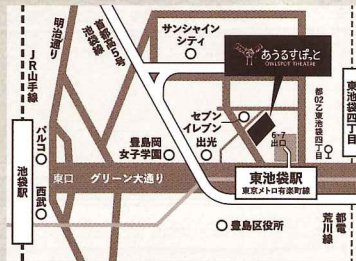 明治通り
首都高5号
池袋線
サンシャイン
シティ
あうるすぽっと
OWLSPOT THEATRE
JR山手線
パルコ
西武
池袋駅
豊島岡
女子学園
セブン
イレブン
出光
6・7
出口
都02乙東池袋四丁目
東池袋四丁目
東口
グリーン大通り
東池袋駅
東京メトロ有楽町線
豊島区役所
都電
荒川線